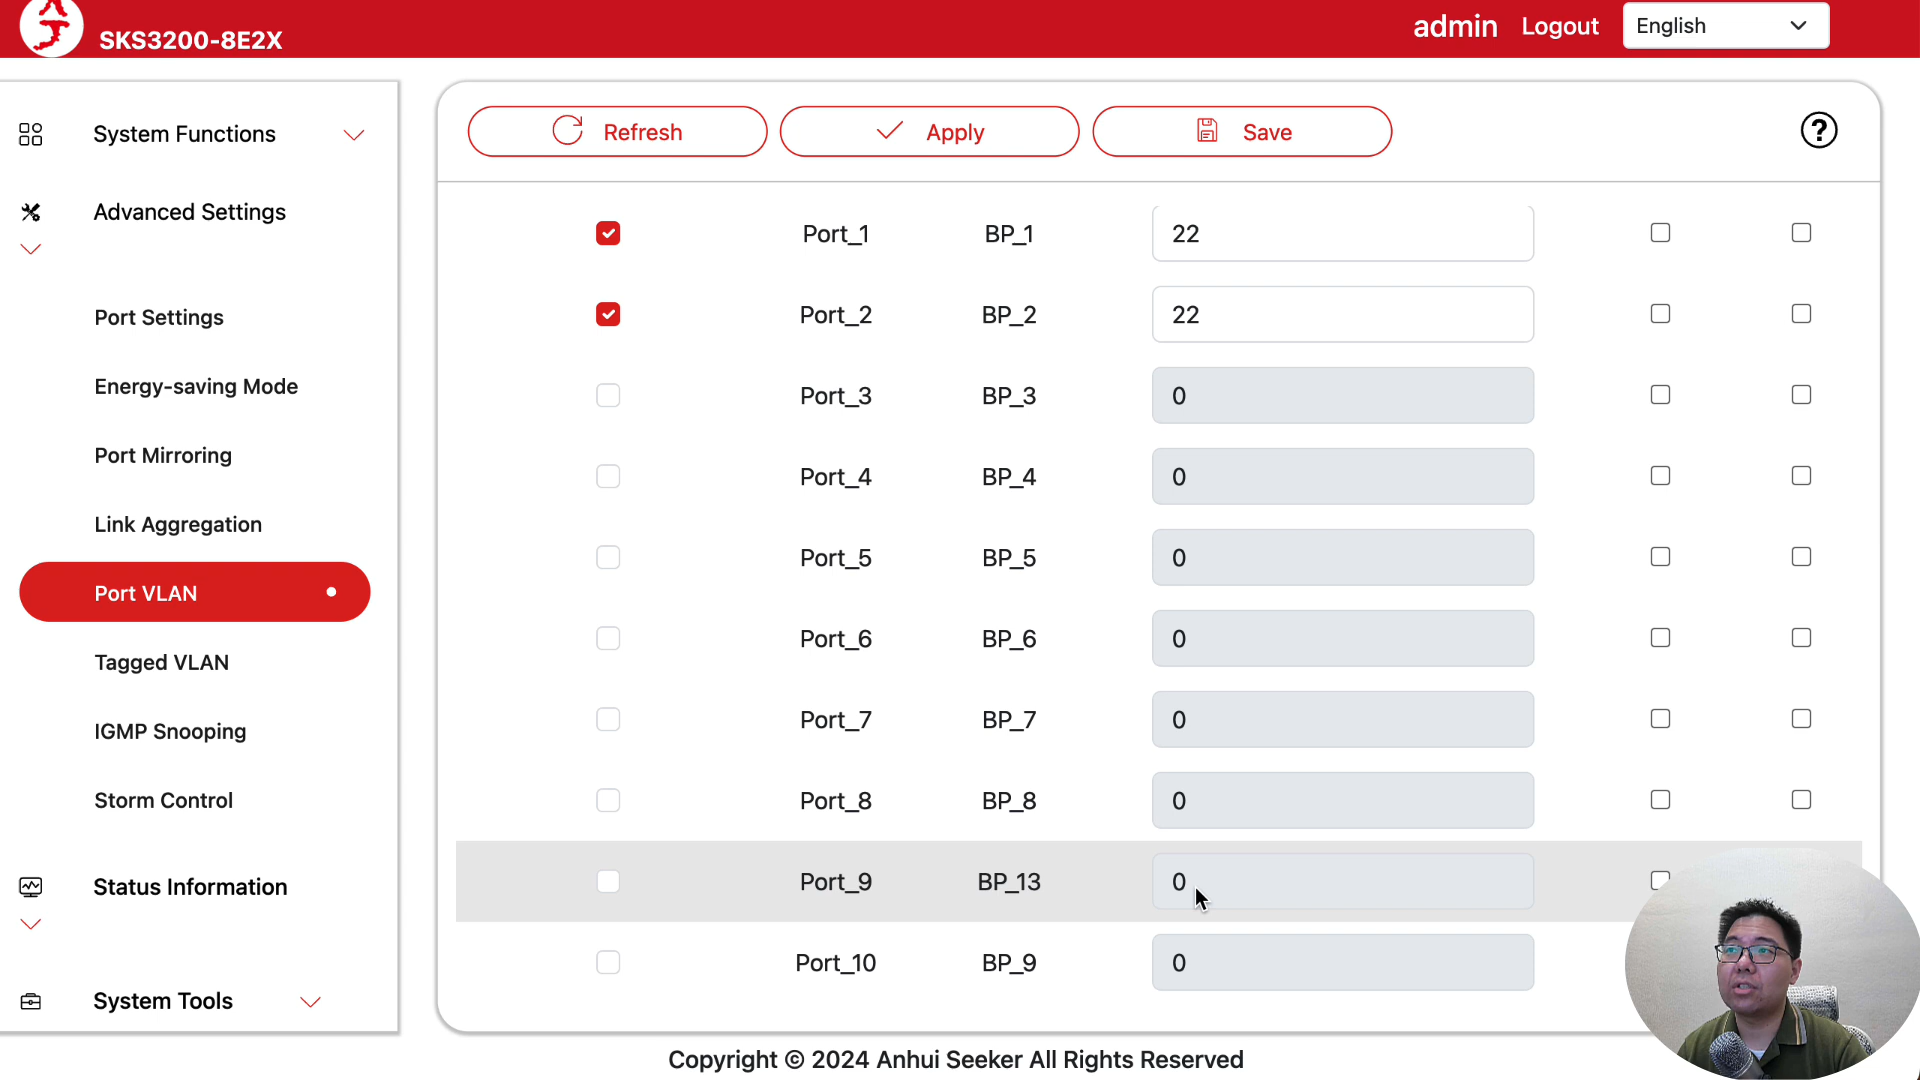 SKS3200-8E2X
admin
Logout
English
System Functions
Advanced Settings
Port Settings
Energy-saving Mode
Port Mirroring
Link Aggregation
Port VLAN
Tagged VLAN
IGMP Snooping
Storm Control
Status Information
System Tools
Refresh
Apply
Save
?
Port_1 BP_1 22
Port_2 BP_2 22
Port_3 BP_3 0
Port_4 BP_4 0
Port_5 BP_5 0
Port_6 BP_6 0
Port_7 BP_7 0
Port_8 BP_8 0
Port_9 BP_13 0
Port_10 BP_9 0
Copyright © 2024 Anhui Seeker All Rights Reserved